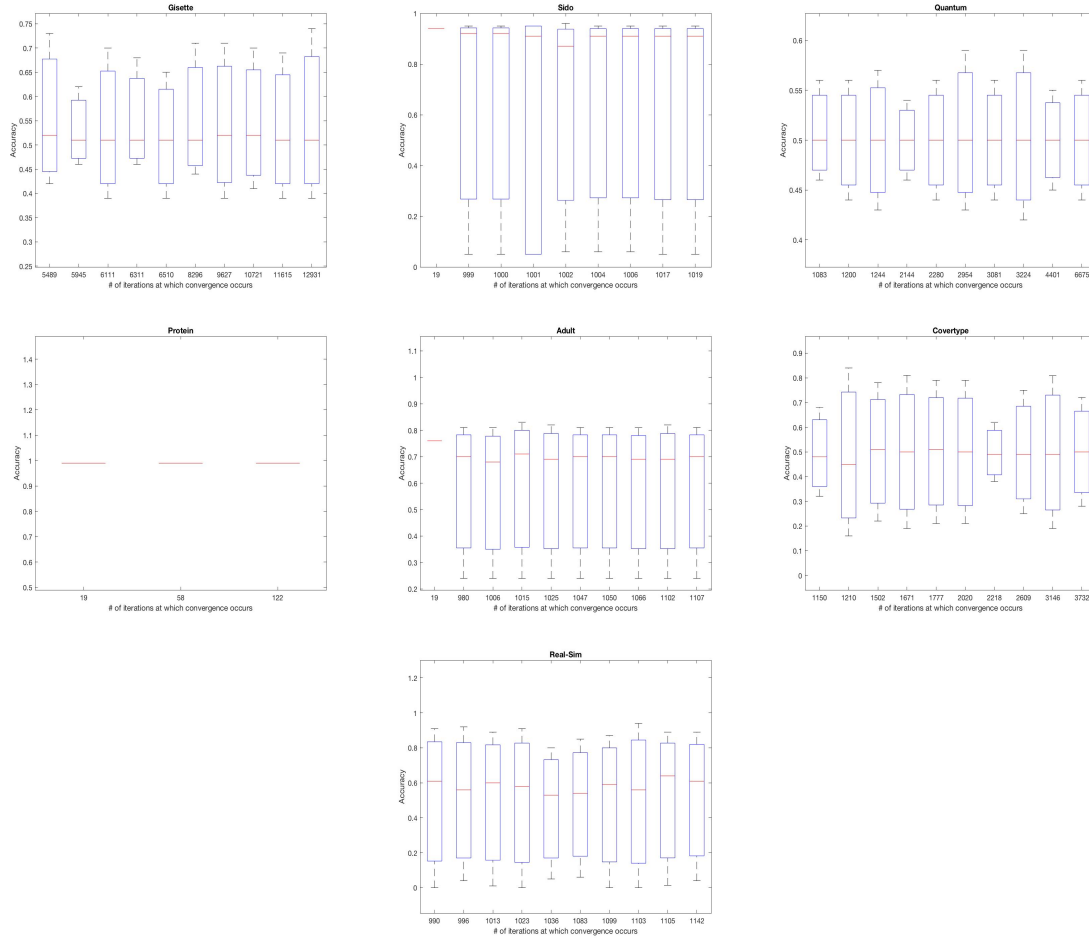 Gisette
0.75
0.7
0.65
0.6
0.55
0.5
0.45
0.4
0.35
0.3
0.25
Accuracy
5489 5945 6111 6311 6510 8296 9627 10721 11615 12931
# of iterations at which convergence occurs
Sido
1
0.8
0.6
0.4
0.2
0
Accuracy
19 999 1000 1001 1002 1004 1006 1017 1019
# of iterations at which convergence occurs
Quantum
0.6
0.55
0.5
0.45
0.4
Accuracy
1083 1200 1244 2144 2280 2954 3081 3224 4401 6675
# of iterations at which convergence occurs
Protein
1.4
1.3
1.2
1.1
1
0.9
0.8
0.7
0.6
0.5
Accuracy
19 58 122
# of iterations at which convergence occurs
Adult
1.1
1
0.9
0.8
0.7
0.6
0.5
0.4
0.3
0.2
Accuracy
19 980 1006 1015 1025 1047 1050 1066 1102 1107
# of iterations at which convergence occurs
Covertype
0.9
0.8
0.7
0.6
0.5
0.4
0.3
0.2
0.1
0
Accuracy
1150 1210 1502 1671 1777 2020 2218 2609 3146 3732
# of iterations at which convergence occurs
Real-Sim
1.2
1
0.8
0.6
0.4
0.2
0
Accuracy
990 996 1013 1023 1036 1083 1099 1103 1105 1142
# of iterations at which convergence occurs